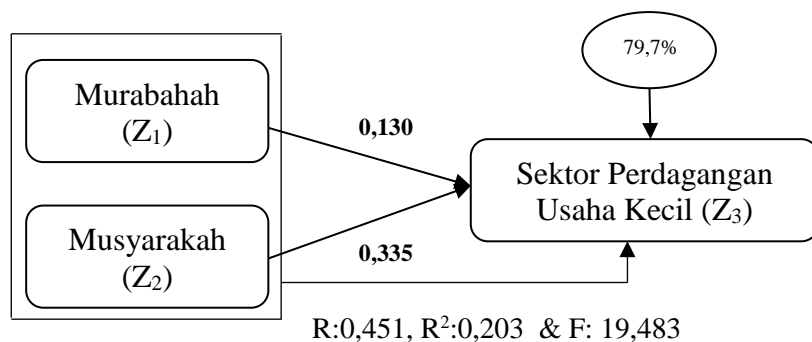 79,7%
Murabahah
(Z₁)
0,130
Sektor Perdagangan
Usaha Kecil (Z₃)
Musyarakah
(Z₂)
0,335
R:0,451, R²:0,203 & F: 19,483